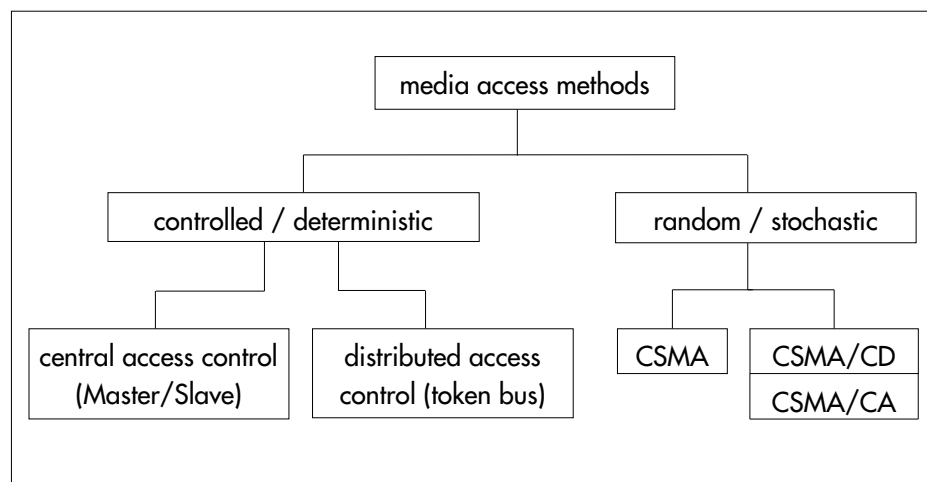 media access methods
controlled / deterministic
random / stochastic
central access control
(Master/Slave)
distributed access
control (token bus)
CSMA
CSMA/CD
CSMA/CA